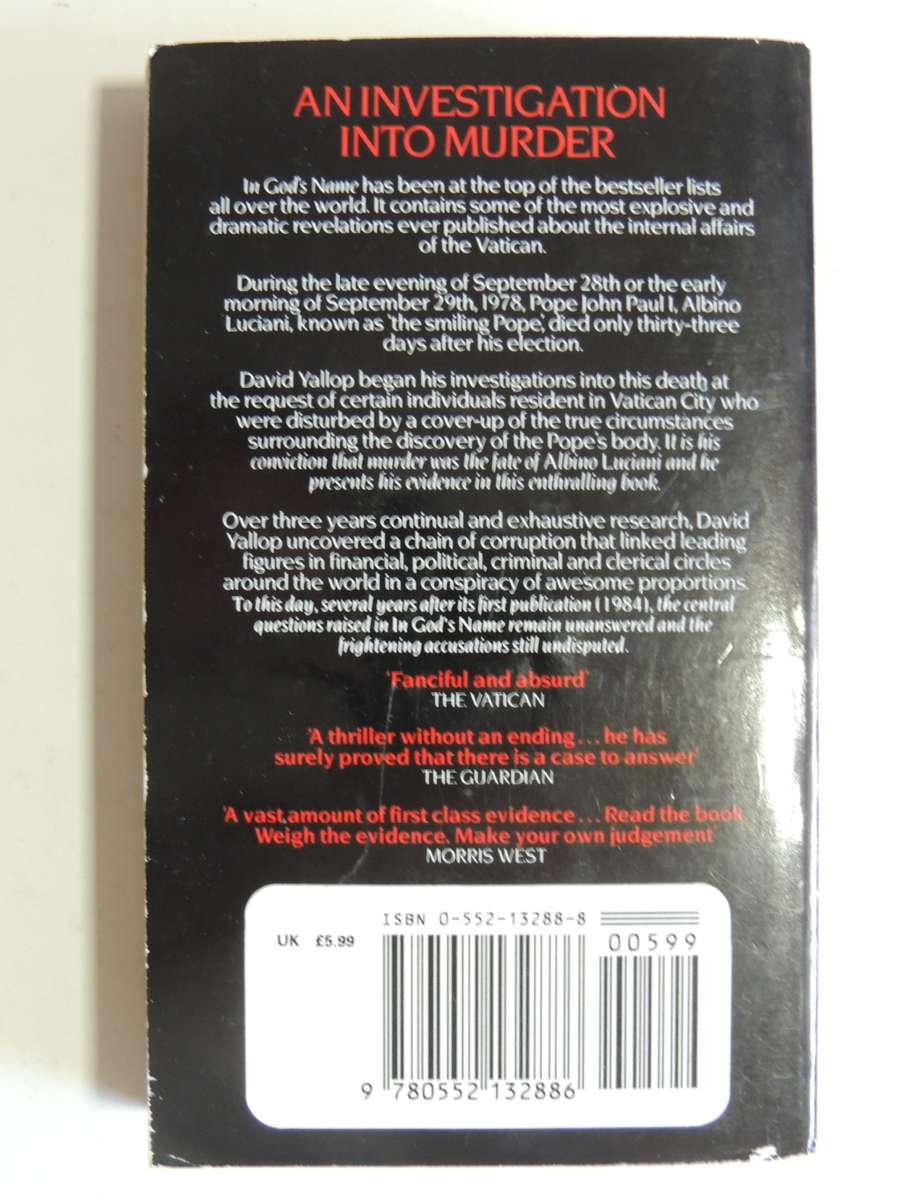 AN INVESTIGATION
INTO MURDER
In God's Name has been at the top of the bestseller lists
all over the world. It contains some of the most explosive and
dramatic revelations ever published about the internal affairs
of the Vatican.
During the late evening of September 28th or the early
morning of September 29th, 1978, Pope John Paul I, Albino
Luciani, known as 'the smiling Pope', died only thirty-three
days after his election.
David Yallop began his investigations into this death at
the request of certain individuals resident in Vatican City who
were disturbed by a cover-up of the true circumstances
surrounding the discovery of the Pope's body. It is his
conviction that murder was the fate of Albino Luciani and he
presents his evidence in this enthralling book.
Over three years continual and exhaustive research, David
Yallop uncovered a chain of corruption that linked leading
figures in financial, political, criminal and clerical circles
around the world in a conspiracy of awesome proportions.
To this day, several years after its first publication (1984), the central
questions raised in In God's Name remain unanswered and the
frightening accusations still undisputed.
'Fanciful and absurd'
THE VATICAN
'A thriller without an ending... he has
surely proved that there is a case to answer'
THE GUARDIAN
'A vast amount of first class evidence... Read the book
Weigh the evidence. Make your own judgement'
MORRIS WEST
ISBN 0-552-13288-8
UK £5.99
00599
9 780552 132886